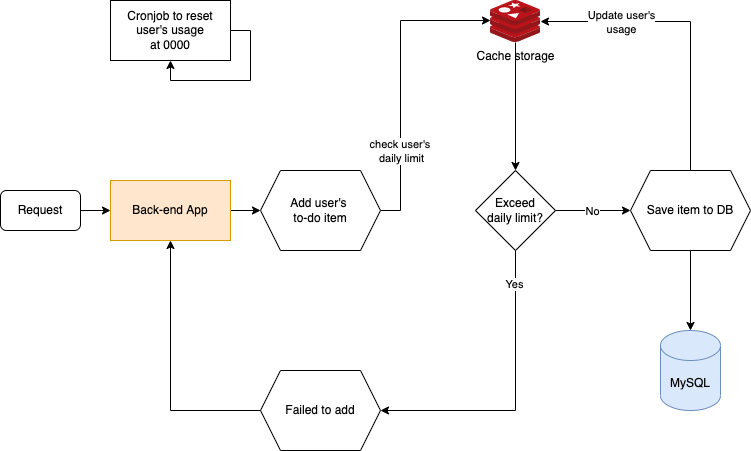 Cronjob to reset
user's usage
at 0000
Update user's
usage
Cache storage
check user's
daily limit
Request
Back-end App
Add user's
to-do item
Exceed
daily limit?
No
Save item to DB
Yes
MySQL
Failed to add